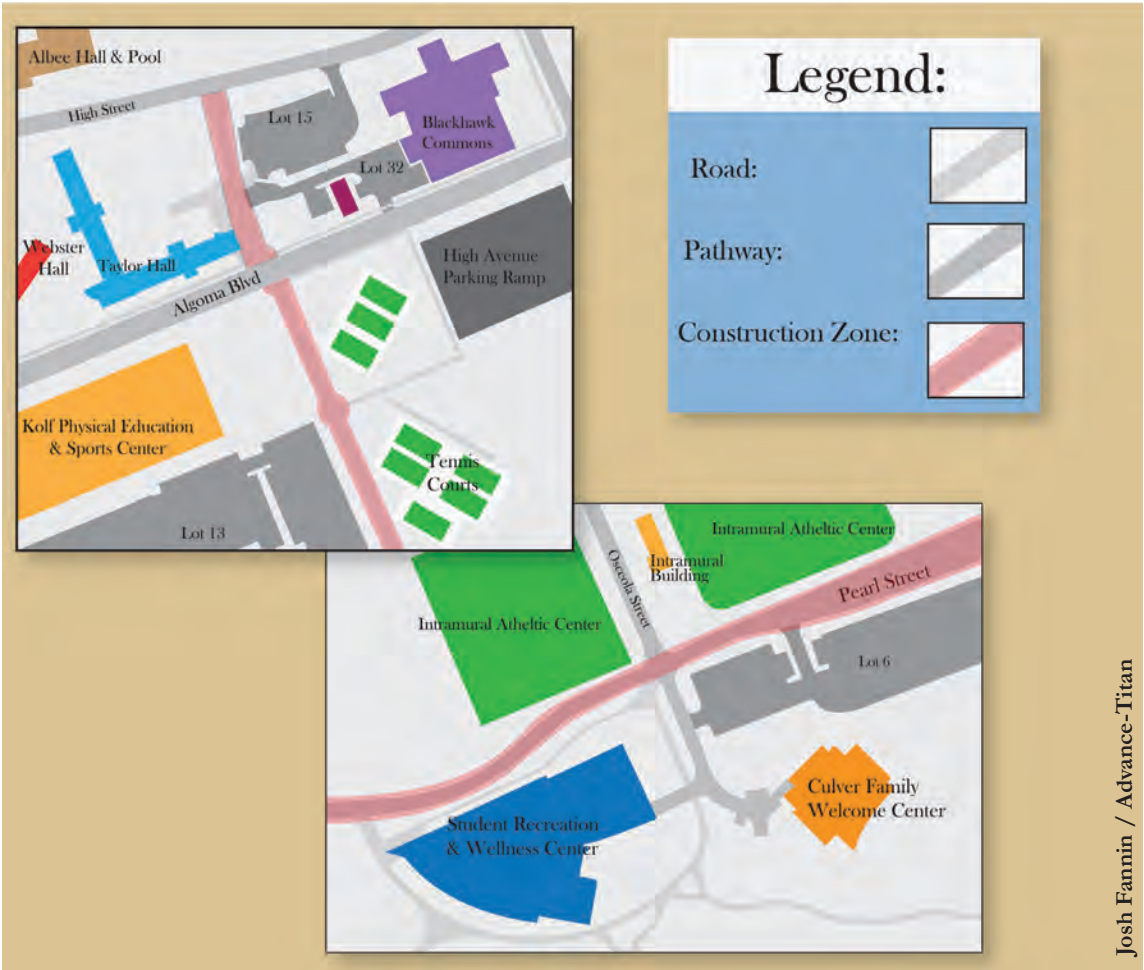 Albee Hall & Pool
High Street
Lot 15
Blackhawk
Commons
Lot 32
Webster
Hall
Taylor Hall
Algoma Blvd
High Avenue
Parking Ramp
Kolf Physical Education
& Sports Center
Tennis
Courts
Lot 13
Legend:
Road:
Pathway:
Construction Zone:
Intramural Atheltic Center
Osceola Street
Intramural
Building
Pearl Street
Intramural Atheltic Center
Lot 6
Culver Family
Welcome Center
Student Recreation
& Wellness Center
Josh Fannin / Advance-Titan